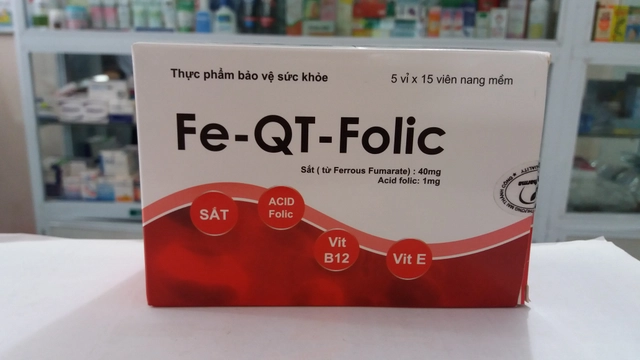 Thực phẩm bảo vệ sức khỏe
5 vỉ x 15 viên nang mềm
Fe-QT-Folic
Sắt ( từ Ferrous Fumarate) : 40mg
Acid folic: 1mg
SẮT
ACID
Folic
Vit
B12
Vit E